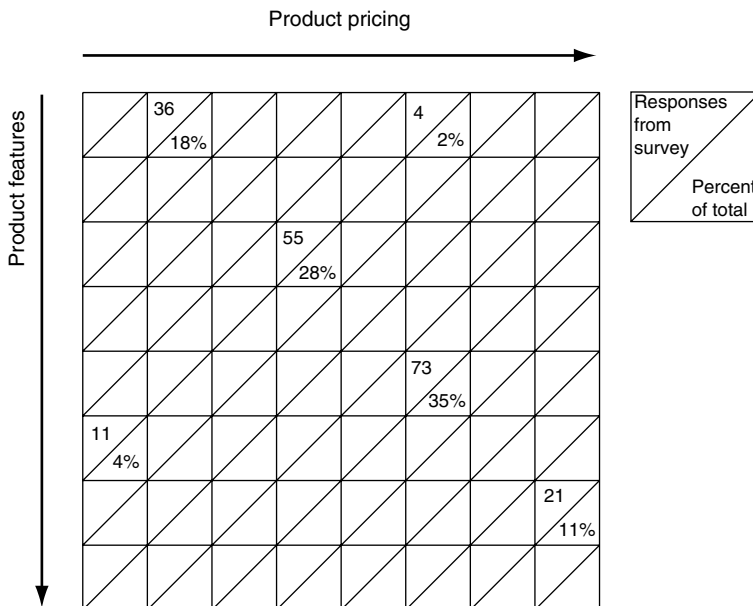 Product pricing
Product features
36
18%
4
2%
Responses
from
survey
Percent
of total
55
28%
73
35%
11
4%
21
11%